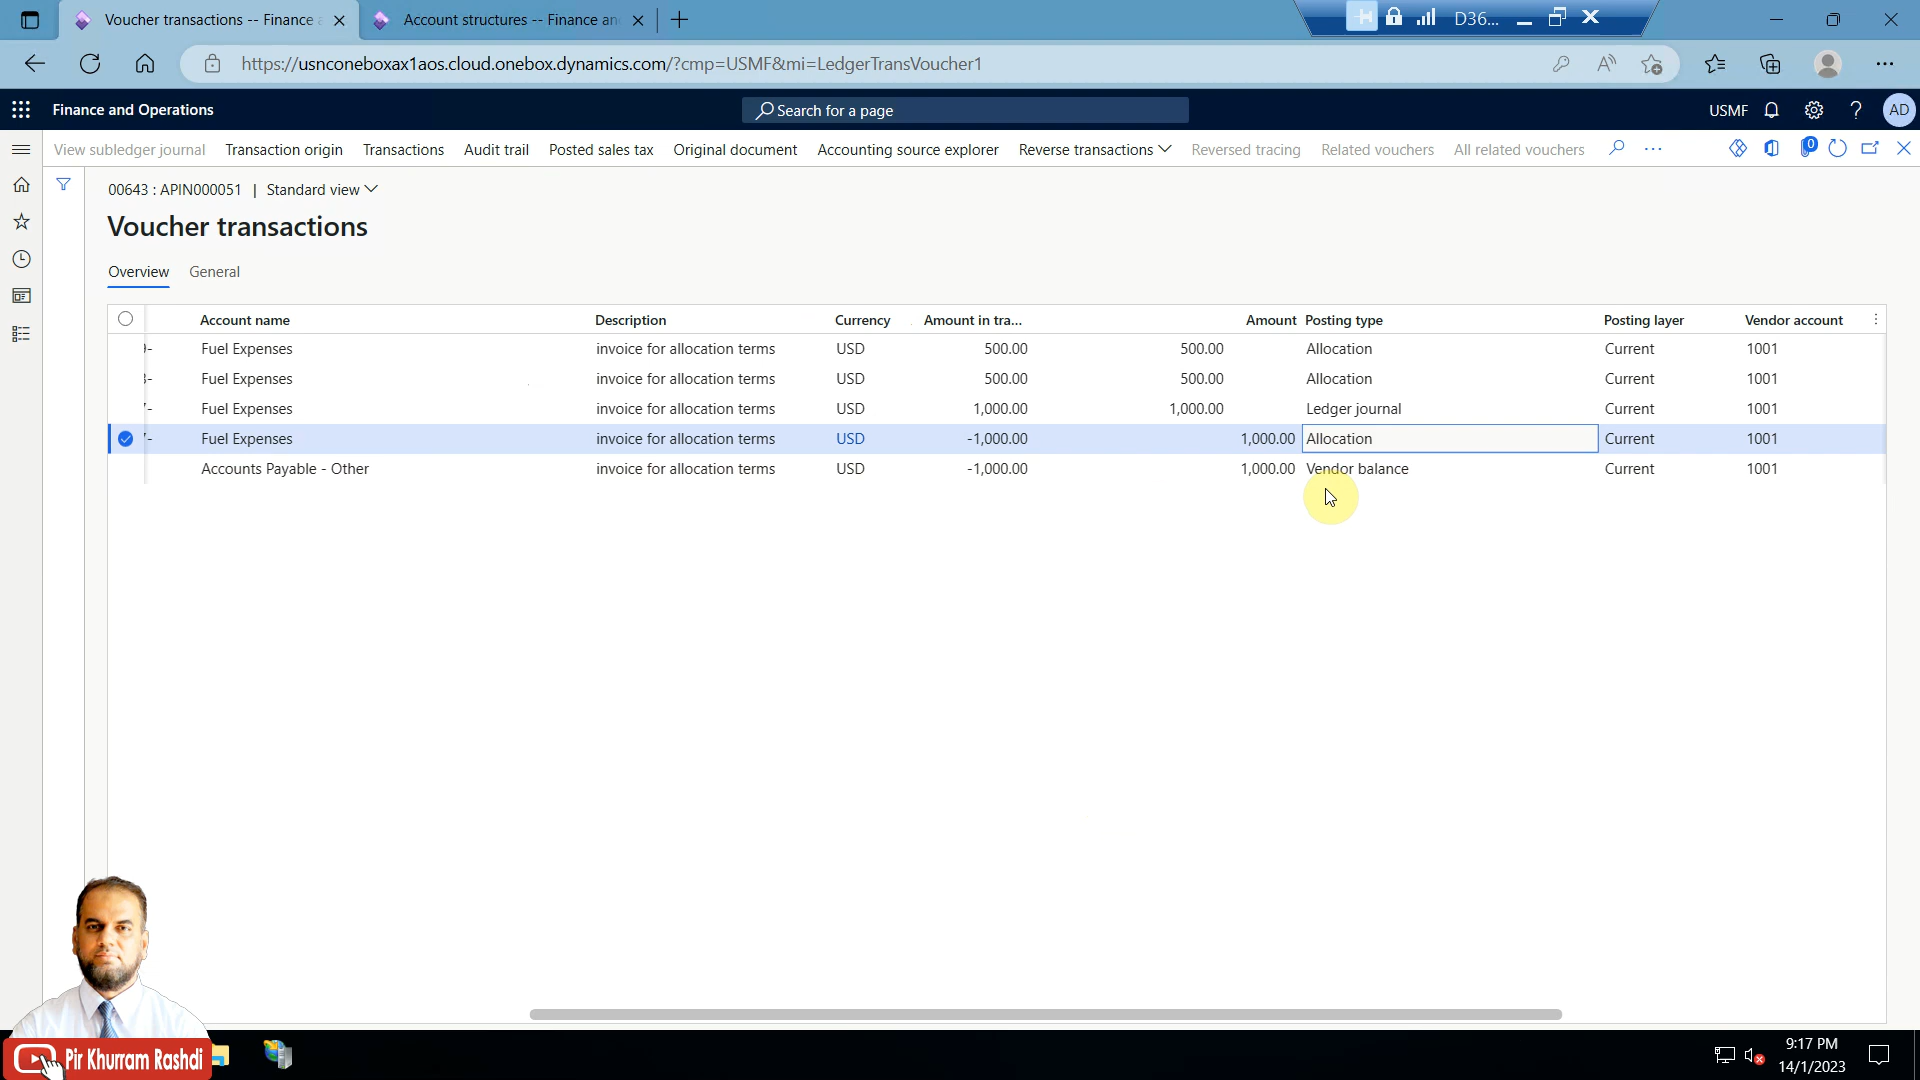 Voucher transactions -- Finance a
Account structures -- Finance an
D36...
https://usnconeboxax1aos.cloud.onebox.dynamics.com/?cmp=USMF&mi=LedgerTransVoucher1
Finance and Operations
Search for a page
USMF
AD
View subledger journal
Transaction origin
Transactions
Audit trail
Posted sales tax
Original document
Accounting source explorer
Reverse transactions
Reversed tracing
Related vouchers
All related vouchers
...
0
00643 : APIN000051 | Standard view
Voucher transactions
Overview General
Account name Description Currency Amount in tra... Amount Posting type Posting layer Vendor account
Fuel Expenses invoice for allocation terms USD 500.00 500.00 Allocation Current 1001
Fuel Expenses invoice for allocation terms USD 500.00 500.00 Allocation Current 1001
Fuel Expenses invoice for allocation terms USD 1,000.00 1,000.00 Ledger journal Current 1001
Fuel Expenses invoice for allocation terms USD -1,000.00 1,000.00 Allocation Current 1001
Accounts Payable - Other invoice for allocation terms USD -1,000.00 1,000.00 Vendor balance Current 1001
Pir Khurram Rashdi
9:17 PM
14/1/2023